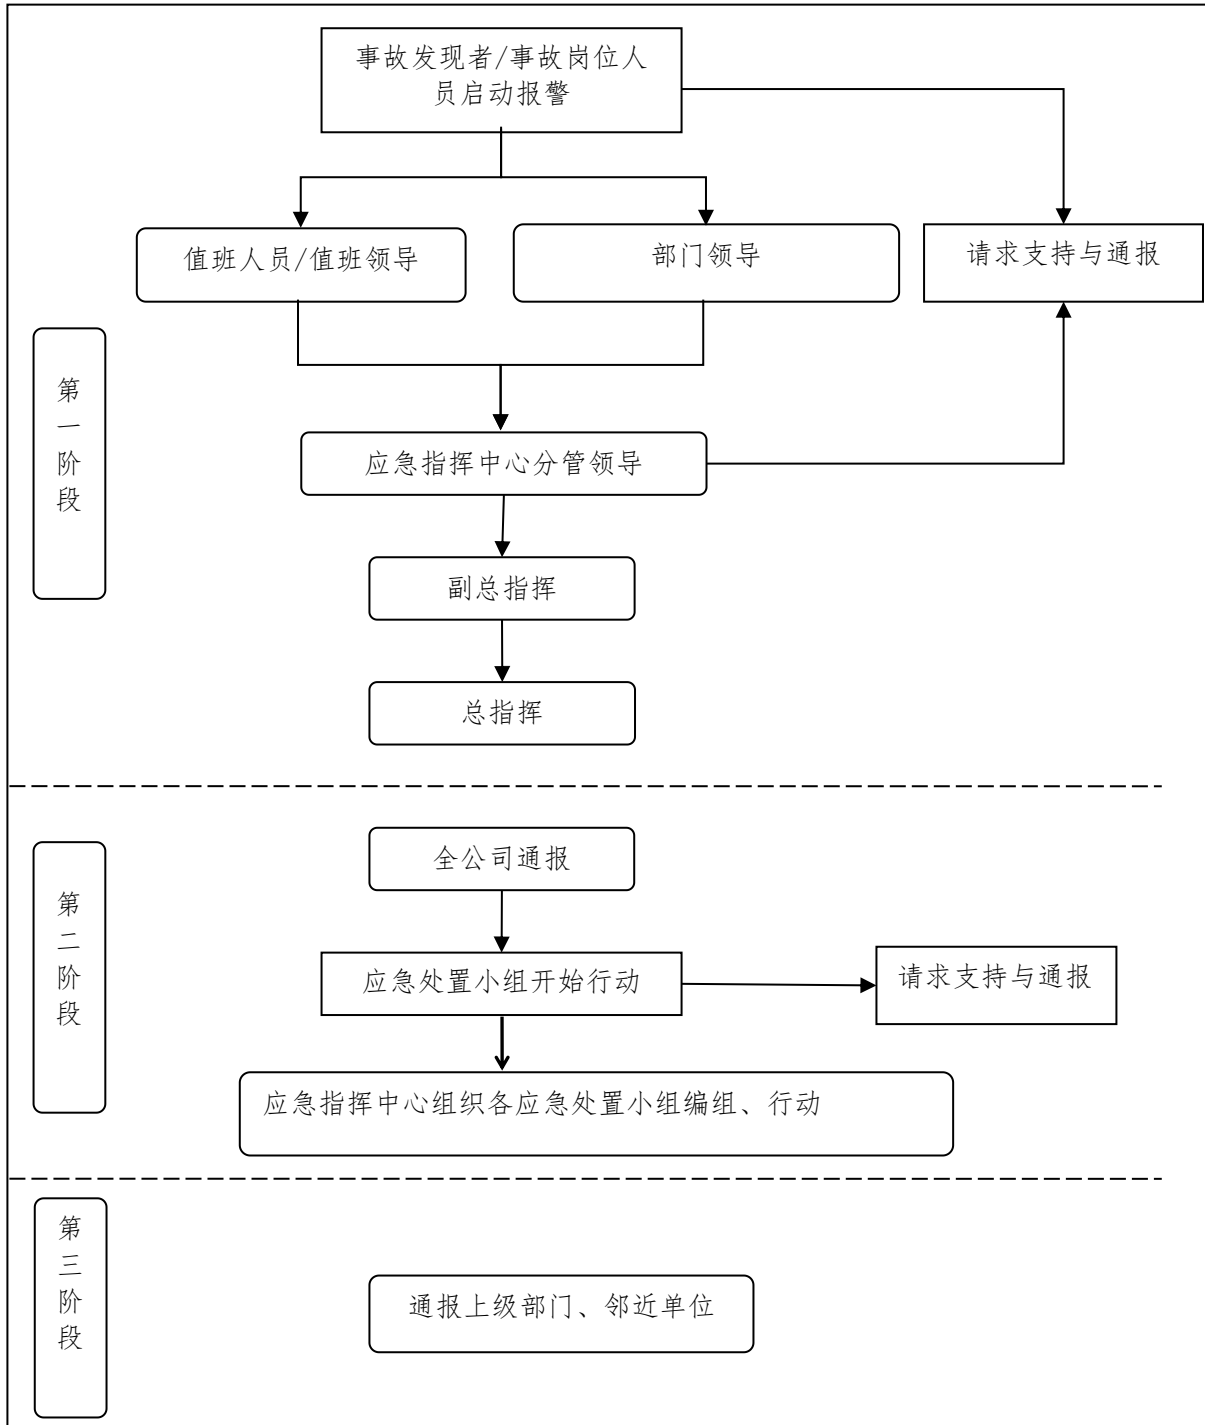 事故发现者/事故岗位人
员启动报警
值班人员/值班领导
部门领导
请求支持与通报
第
一
阶
段
应急指挥中心分管领导
副总指挥
总指挥
第
二
阶
段
全公司通报
应急处置小组开始行动
请求支持与通报
应急指挥中心组织各应急处置小组编组、行动
第
三
阶
段
通报上级部门、邻近单位